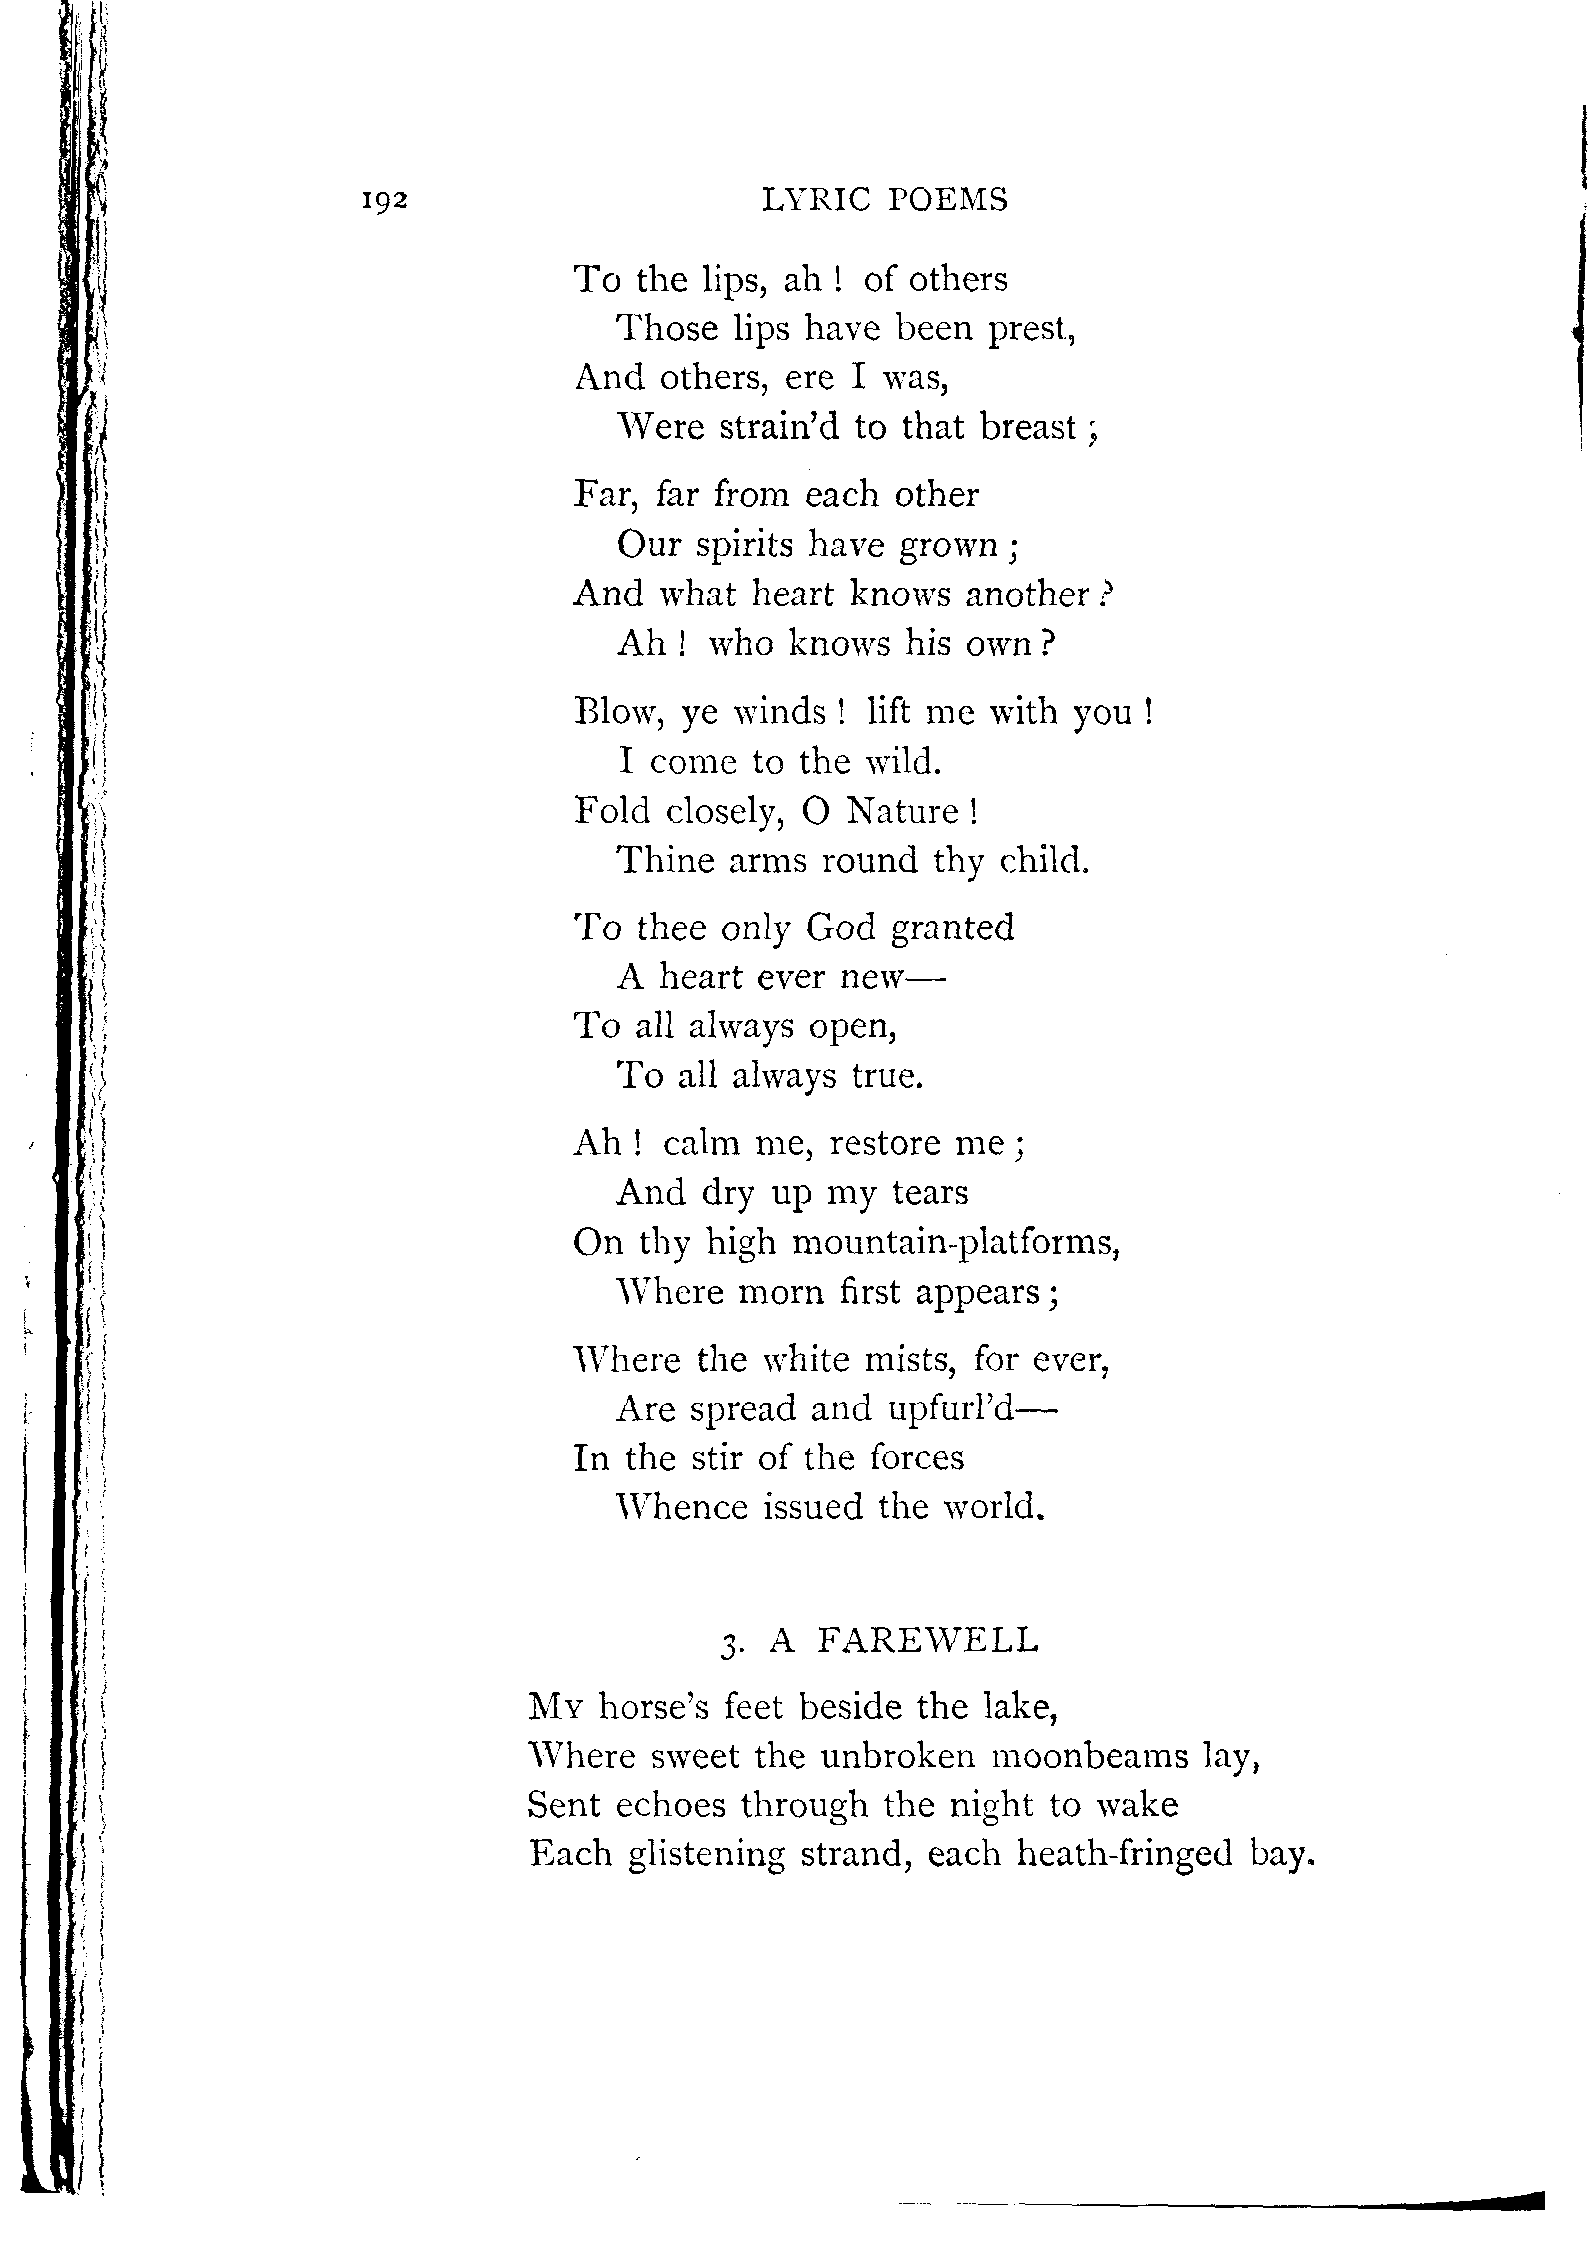 192 LYRIC POEMS
To the lips, ah ! of others
Those lips have been prest,
And others, ere I was,
Were strain'd to that breast ;
Far, far from each other
Our spirits have grown ;
And what heart knows another ?
Ah ! who knows his own ?
Blow, ye winds ! lift me with you !
I come to the wild.
Fold closely, O Nature !
Thine arms round thy child.
To thee only God granted
A heart ever new—
To all always open,
To all always true.
Ah ! calm me, restore me ;
And dry up my tears
On thy high mountain-platforms,
Where morn first appears ;
Where the white mists, for ever,
Are spread and upfurl'd—
In the stir of the forces
Whence issued the world.
3. A FAREWELL
MY horse's feet beside the lake,
Where sweet the unbroken moonbeams lay,
Sent echoes through the night to wake
Each glistening strand, each heath-fringed bay.